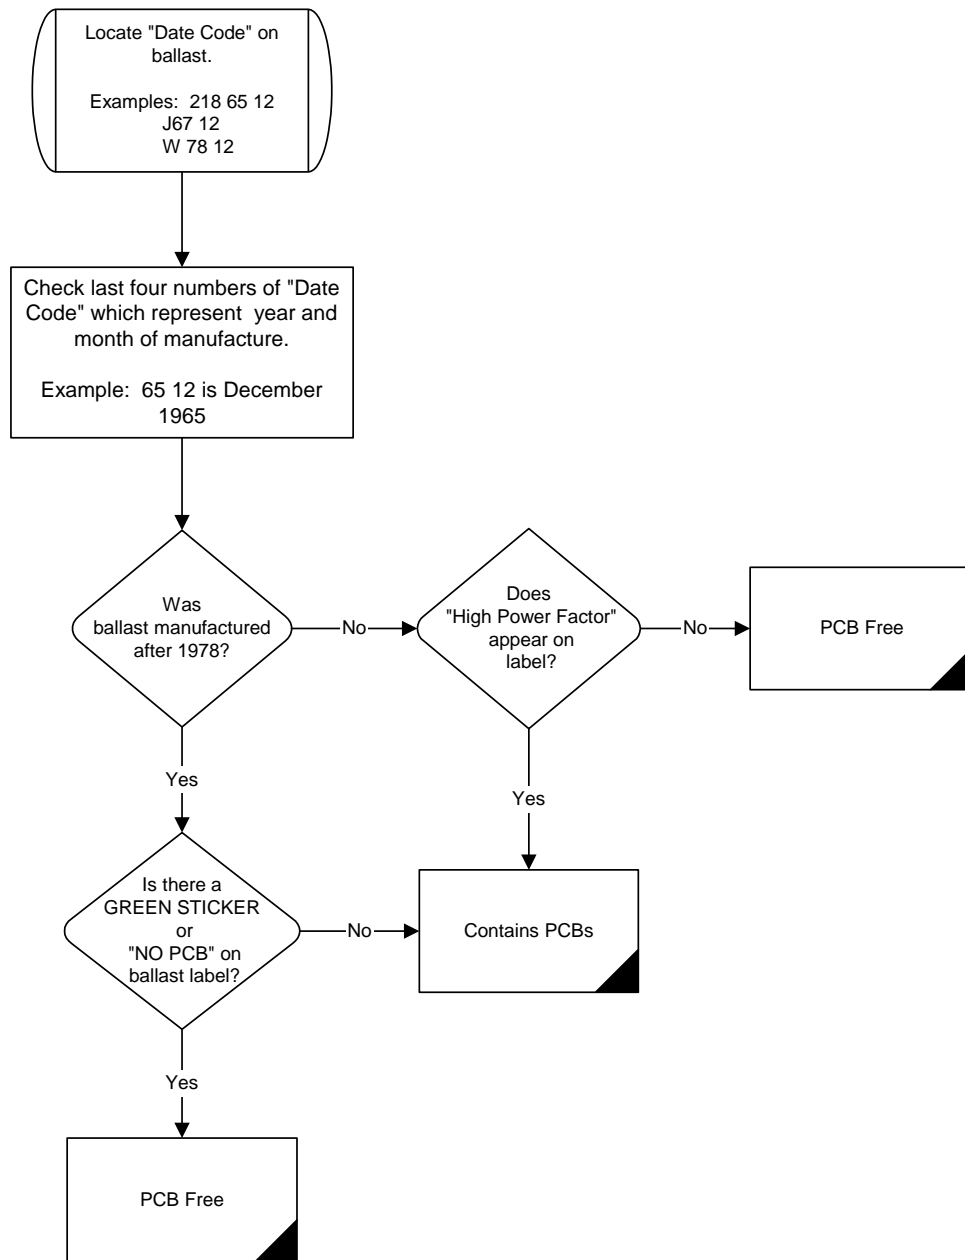 Locate "Date Code" on
ballast.
Examples:  218 65 12
J67 12
W 78 12
Check last four numbers of "Date
Code" which represent  year and
month of manufacture.
Example:  65 12 is December
1965
Was
ballast manufactured
after 1978?
No
Does
"High Power Factor"
appear on
label?
No
PCB Free
Yes
Yes
Is there a
GREEN STICKER
or
"NO PCB" on
ballast label?
No
Contains PCBs
Yes
PCB Free